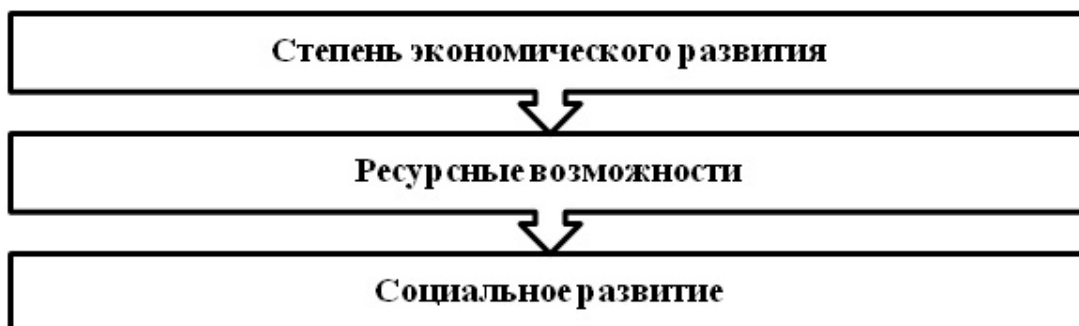 Степень экономического развития
Ресурсные возможности
Социальное развитие